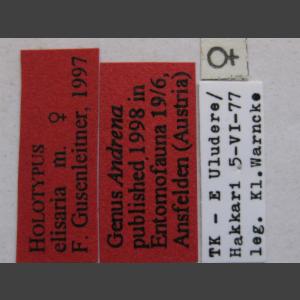 HOLOTYPUS
elisaria m. ♀
F. Gusenleitner, 1997
Genus Andrena
published 1998 in
Entomofauna 19/6,
Ansfelden (Austria)
TK - E Uludere/
Hakkari 5-VI-77
leg. Kl.Warncke
♀